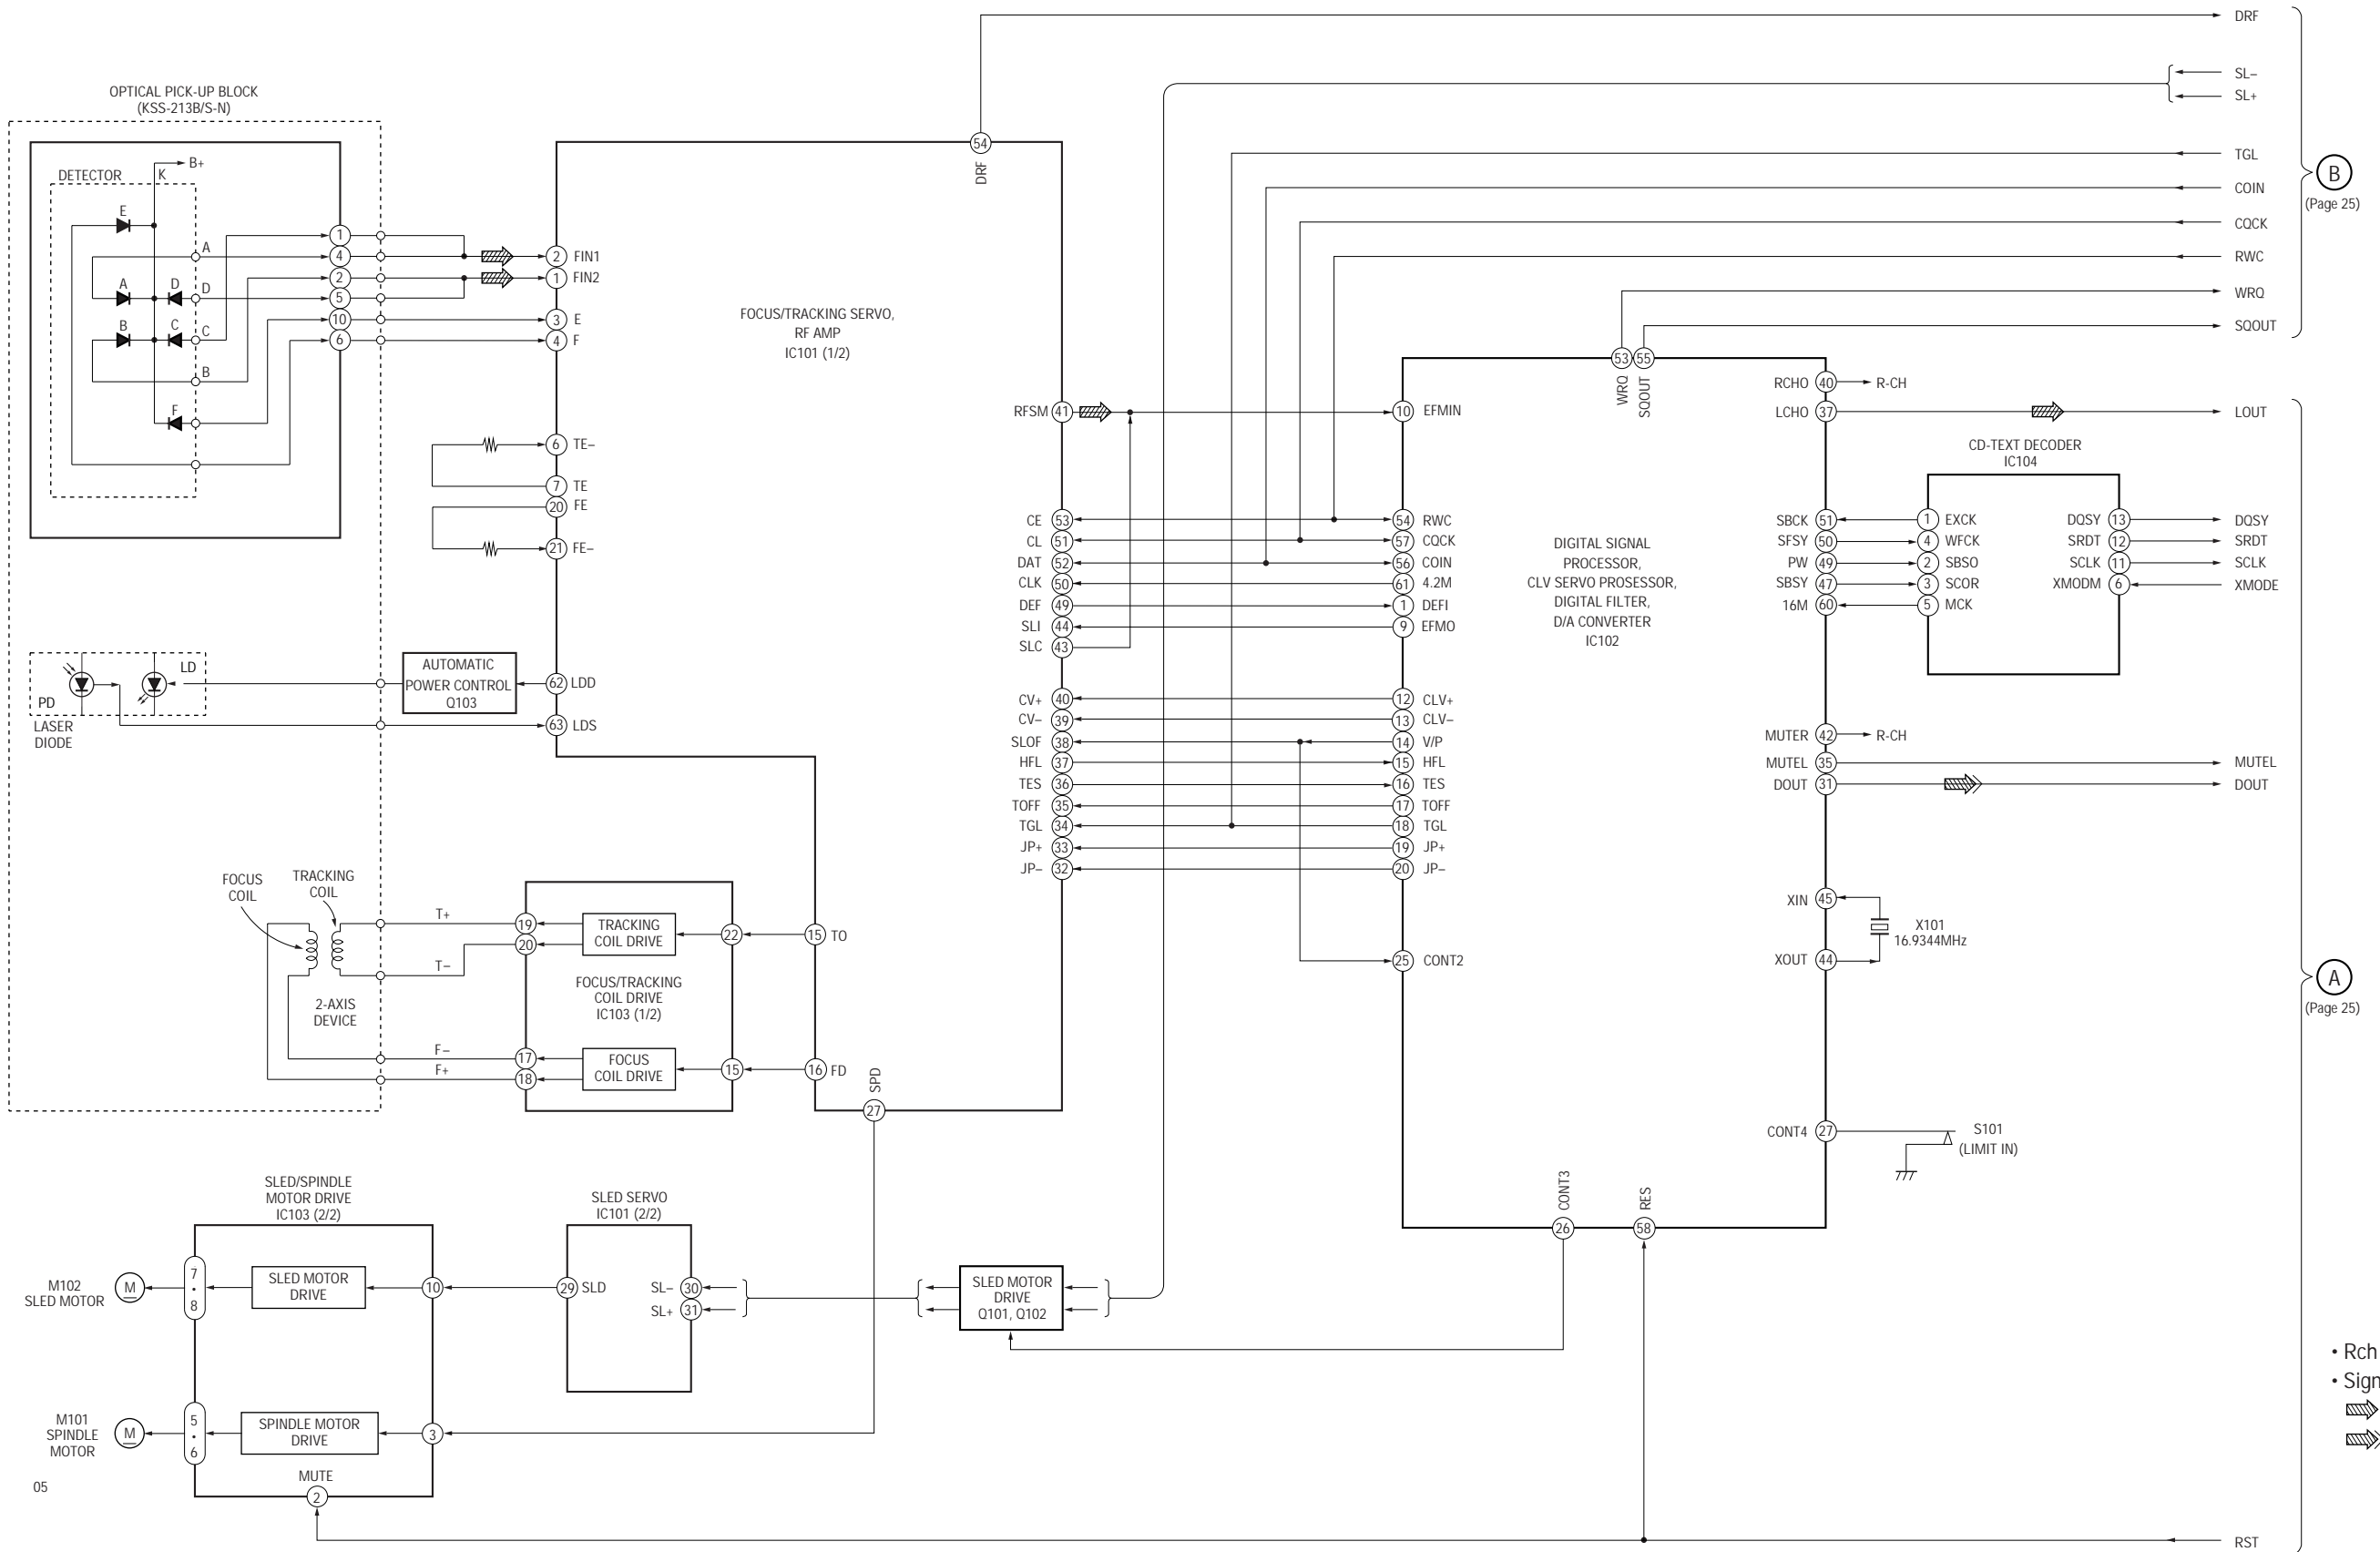 DRF
SL−
SL+
TGL
COIN
CQCK
RWC
WRQ
SQOUT
B
(Page 25)
OPTICAL PICK-UP BLOCK
(KSS-213B/S-N)
DETECTOR
K
B+
E
A
A
D
D
B
C
C
B
F
1
4
2
5
10
6
2 FIN1
1 FIN2
3 E
4 F
6 TE−
7 TE
20 FE
21 FE−
54
DRF
FOCUS/TRACKING SERVO,
RF AMP
IC101 (1/2)
RFSM 41
CE 53
CL 51
DAT 52
CLK 50
DEF 49
SLI 44
SLC 43
CV+ 40
CV− 39
SLOF 38
HFL 37
TES 36
TOFF 35
TGL 34
JP+ 33
JP− 32
LD
PD
LASER
DIODE
AUTOMATIC
POWER CONTROL
Q103
62 LDD
63 LDS
FOCUS
COIL
TRACKING
COIL
2-AXIS
DEVICE
T+
T−
F−
F+
19
20
17
18
TRACKING
COIL DRIVE
FOCUS/TRACKING
COIL DRIVE
IC103 (1/2)
FOCUS
COIL DRIVE
22
15
15 TO
16 FD
SPD
27
53 55
WRQ
SQOUT
10 EFMIN
54 RWC
57 CQCK
56 COIN
61 4.2M
1 DEFI
9 EFMO
12 CLV+
13 CLV−
14 V/P
15 HFL
16 TES
17 TOFF
18 TGL
19 JP+
20 JP−
25 CONT2
DIGITAL SIGNAL
PROCESSOR,
CLV SERVO PROSESSOR,
DIGITAL FILTER,
D/A CONVERTER
IC102
RCHO 40 R-CH
LCHO 37 LOUT
SBCK 51
SFSY 50
PW 49
SBSY 47
16M 60
MUTER 42 R-CH
MUTEL 35 MUTEL
DOUT 31 DOUT
XIN 45
XOUT 44
X101
16.9344MHz
CONT4 27
S101
(LIMIT IN)
CONT3
26
RES
58
CD-TEXT DECODER
IC104
1 EXCK
4 WFCK
2 SBSO
3 SCOR
5 MCK
DQSY 13 DQSY
SRDT 12 SRDT
SCLK 11 SCLK
XMODM 6 XMODE
A
(Page 25)
SLED/SPINDLE
MOTOR DRIVE
IC103 (2/2)
M102
SLED MOTOR
M
7
8
SLED MOTOR
DRIVE
10
M101
SPINDLE
MOTOR
M
5
6
SPINDLE MOTOR
DRIVE
3
MUTE
2
SLED SERVO
IC101 (2/2)
29 SLD
SL− 30
SL+ 31
SLED MOTOR
DRIVE
Q101, Q102
• Rch
• Sign
05
RST